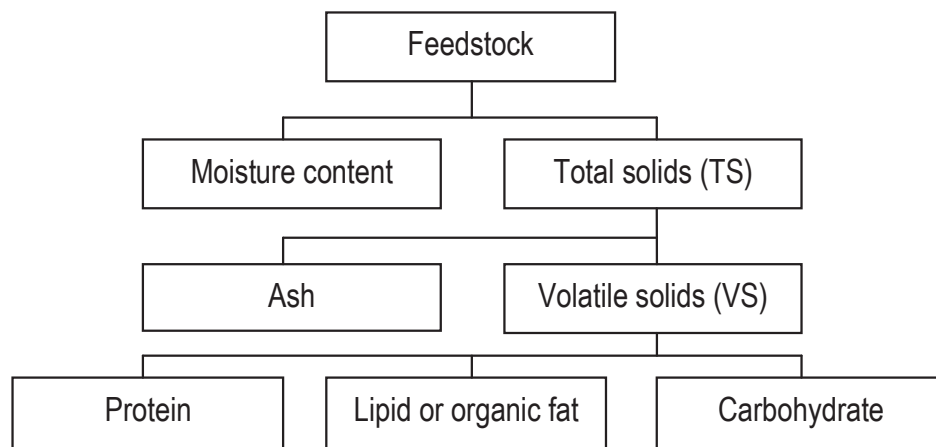 Feedstock
Moisture content
Total solids (TS)
Ash
Volatile solids (VS)
Protein
Lipid or organic fat
Carbohydrate